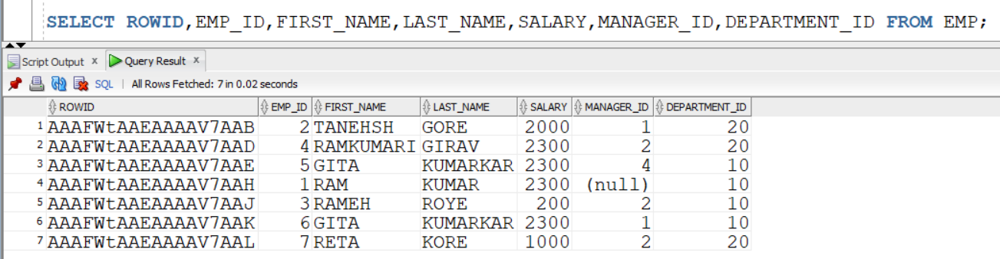 SELECT ROWID,EMP_ID,FIRST_NAME,LAST_NAME,SALARY,MANAGER_ID,DEPARTMENT_ID FROM EMP;
Script Output x Query Result x
SQL | All Rows Fetched: 7 in 0.02 seconds
ROWID EMP_ID FIRST_NAME LAST_NAME SALARY MANAGER_ID DEPARTMENT_ID
1 AAAFWtAAEAAAAV7AAB 2 TANEHSH GORE 2000 1 20
2 AAAFWtAAEAAAAV7AAD 4 RAMKUMARI GIRAV 2300 2 20
3 AAAFWtAAEAAAAV7AAE 5 GITA KUMARKAR 2300 4 10
4 AAAFWtAAEAAAAV7AAH 1 RAM KUMAR 2300 (null) 10
5 AAAFWtAAEAAAAV7AAJ 3 RAMEH ROYE 200 2 10
6 AAAFWtAAEAAAAV7AAK 6 GITA KUMARKAR 2300 1 10
7 AAAFWtAAEAAAAV7AAL 7 RETA KORE 1000 2 20